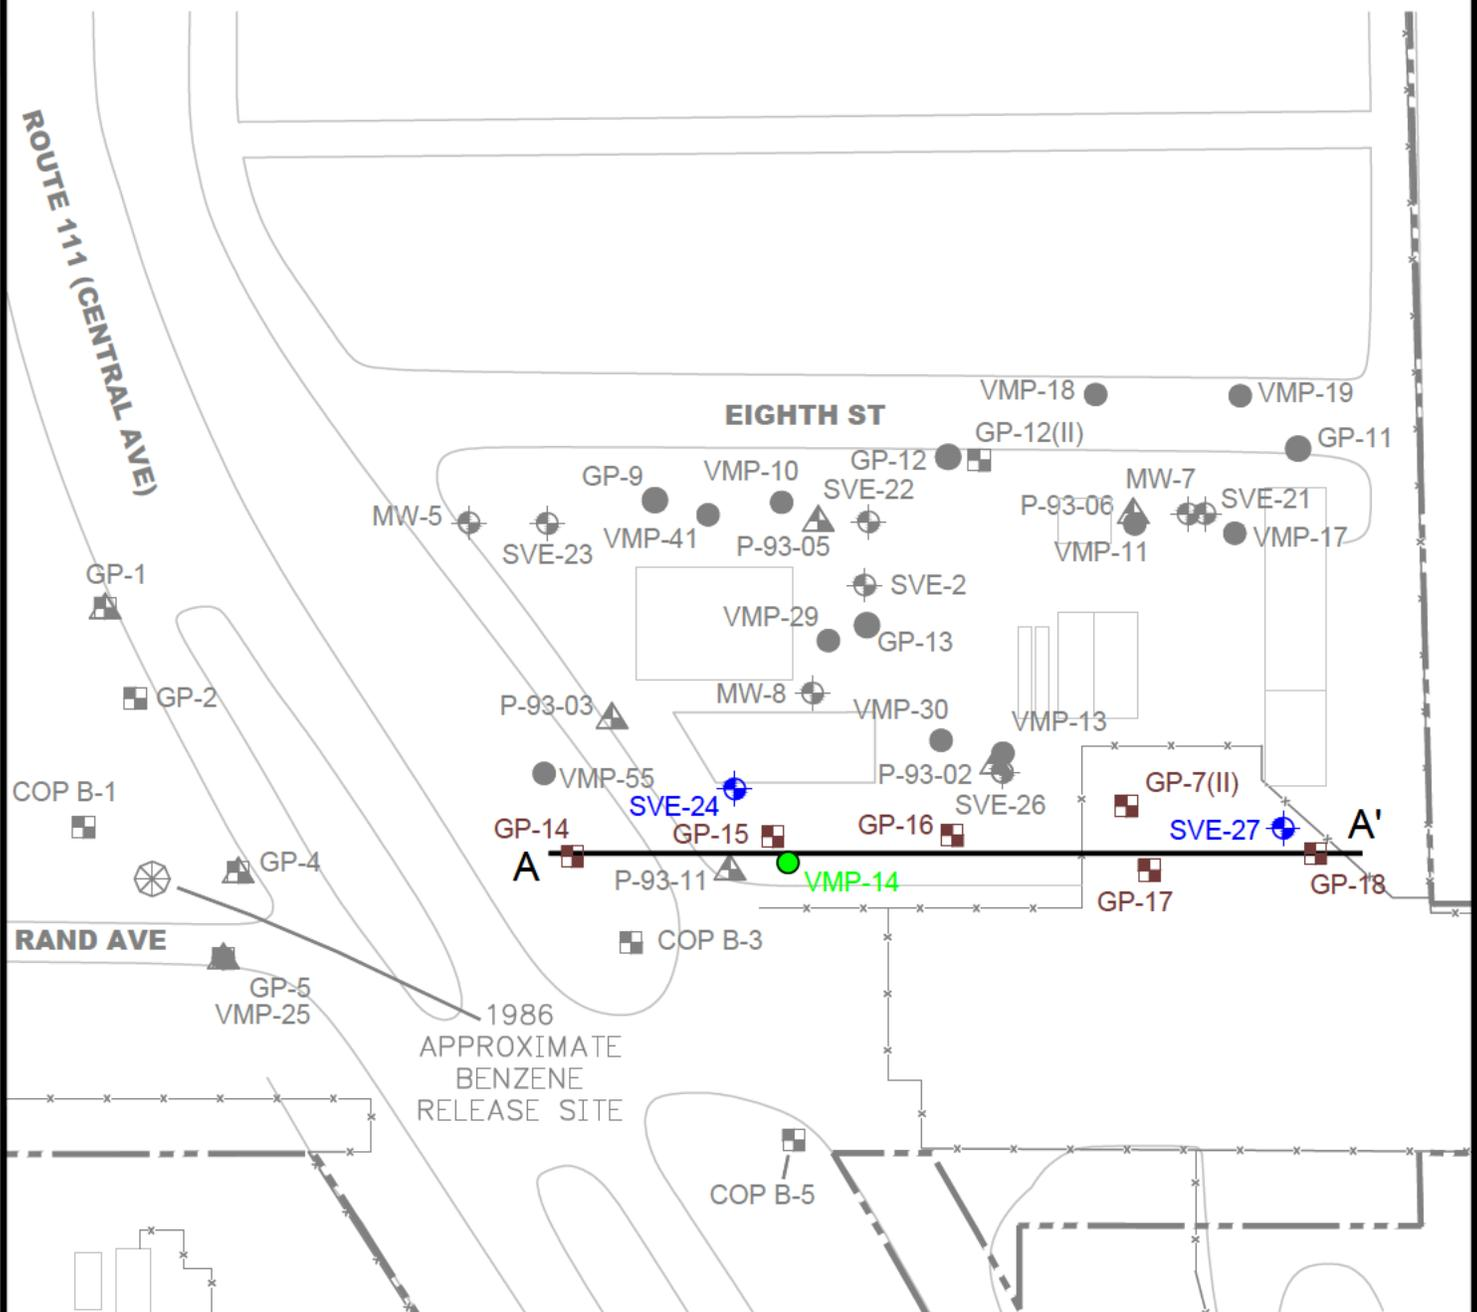 ROUTE 111 (CENTRAL AVE)
VMP-18
VMP-19
EIGHTH ST
GP-12(II)
GP-11
GP-12
VMP-10
GP-9
SVE-22
MW-7
P-93-06
SVE-21
MW-5
VMP-41
P-93-05
SVE-23
VMP-11
VMP-17
GP-1
SVE-2
VMP-29
GP-13
GP-2
MW-8
P-93-03
VMP-30
VMP-13
VMP-55
P-93-02
COP B-1
GP-7(II)
SVE-24
SVE-26
GP-14
GP-15
GP-16
SVE-27
A'
GP-4
A
P-93-11
VMP-14
GP-18
GP-17
RAND AVE
COP B-3
GP-5
VMP-25
1986
APPROXIMATE
BENZENE
RELEASE SITE
COP B-5